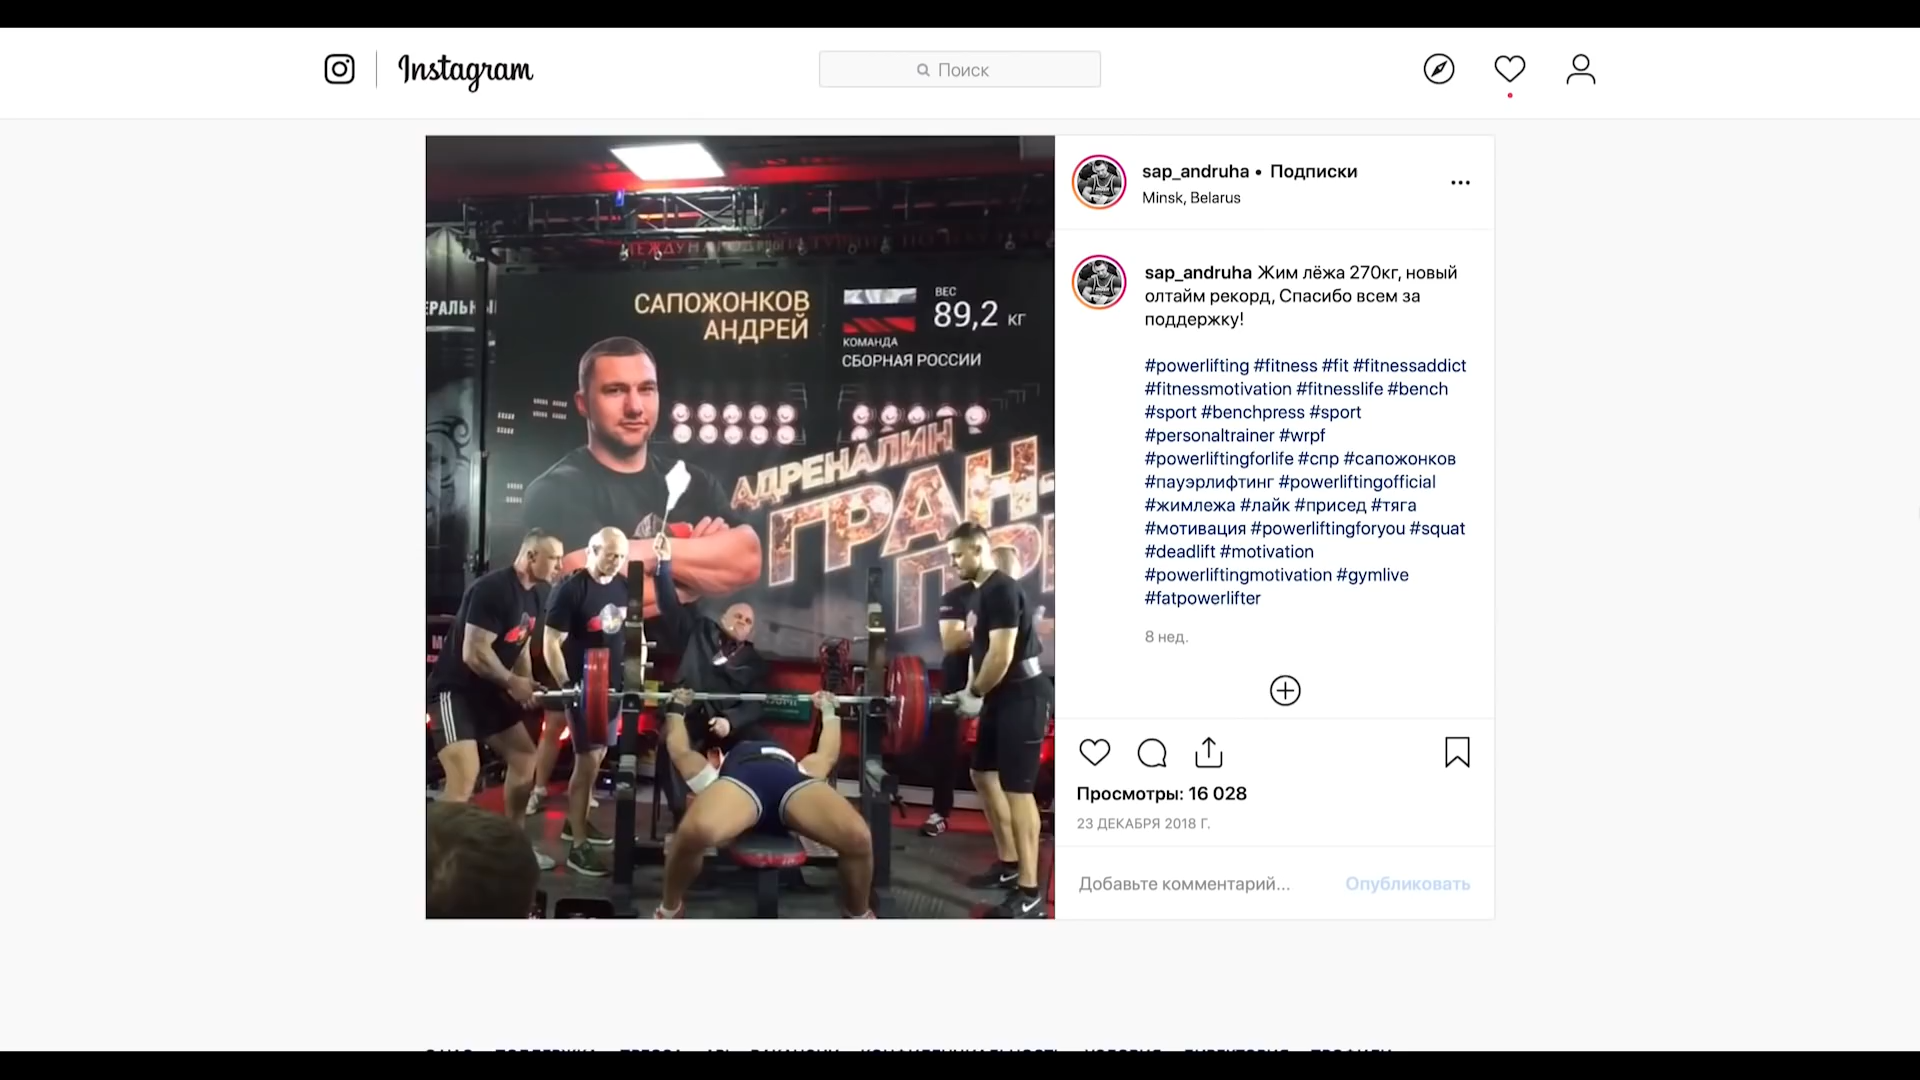 Instagram
Поиск
САПОЖОНКОВ
АНДРЕЙ
ВЕС
89,2 кг
КОМАНДА
СБОРНАЯ РОССИИ
АДРЕНАЛИН
ГРАН-
sap_andruha • Подписки
Minsk, Belarus
sap_andruha Жим лёжа 270кг, новый
олтайм рекорд, Спасибо всем за
поддержку!
#powerlifting #fitness #fit #fitnessaddict
#fitnessmotivation #fitnesslife #bench
#sport #benchpress #sport
#personaltrainer #wrpf
#powerliftingforlife #спр #сапожонков
#пауэрлифтинг #powerliftingofficial
#жимлежа #лайк #присед #тяга
#мотивация #powerliftingforyou #squat
#deadlift #motivation
#powerliftingmotivation #gymlive
#fatpowerlifter
8 нед.
Просмотры: 16 028
23 ДЕКАБРЯ 2018 Г.
Добавьте комментарий...
Опубликовать